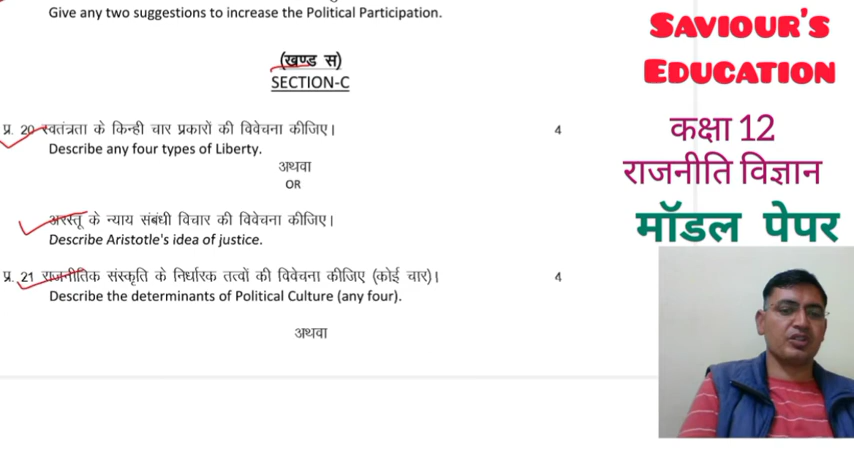 Give any two suggestions to increase the Political Participation.
(खण्ड स)
SECTION-C
प्र. 20 स्वतंत्रता के किन्ही चार प्रकारों की विवेचना कीजिए। 4
Describe any four types of Liberty.
अथवा
OR
अरस्तू के न्याय संबंधी विचार की विवेचना कीजिए।
Describe Aristotle's idea of justice.
प्र. 21 राजनीतिक संस्कृति के निर्धारक तत्वों की विवेचना कीजिए (कोई चार)। 4
Describe the determinants of Political Culture (any four).
अथवा
SAVIOUR'S
EDUCATION
कक्षा 12
राजनीति विज्ञान
मॉडल पेपर